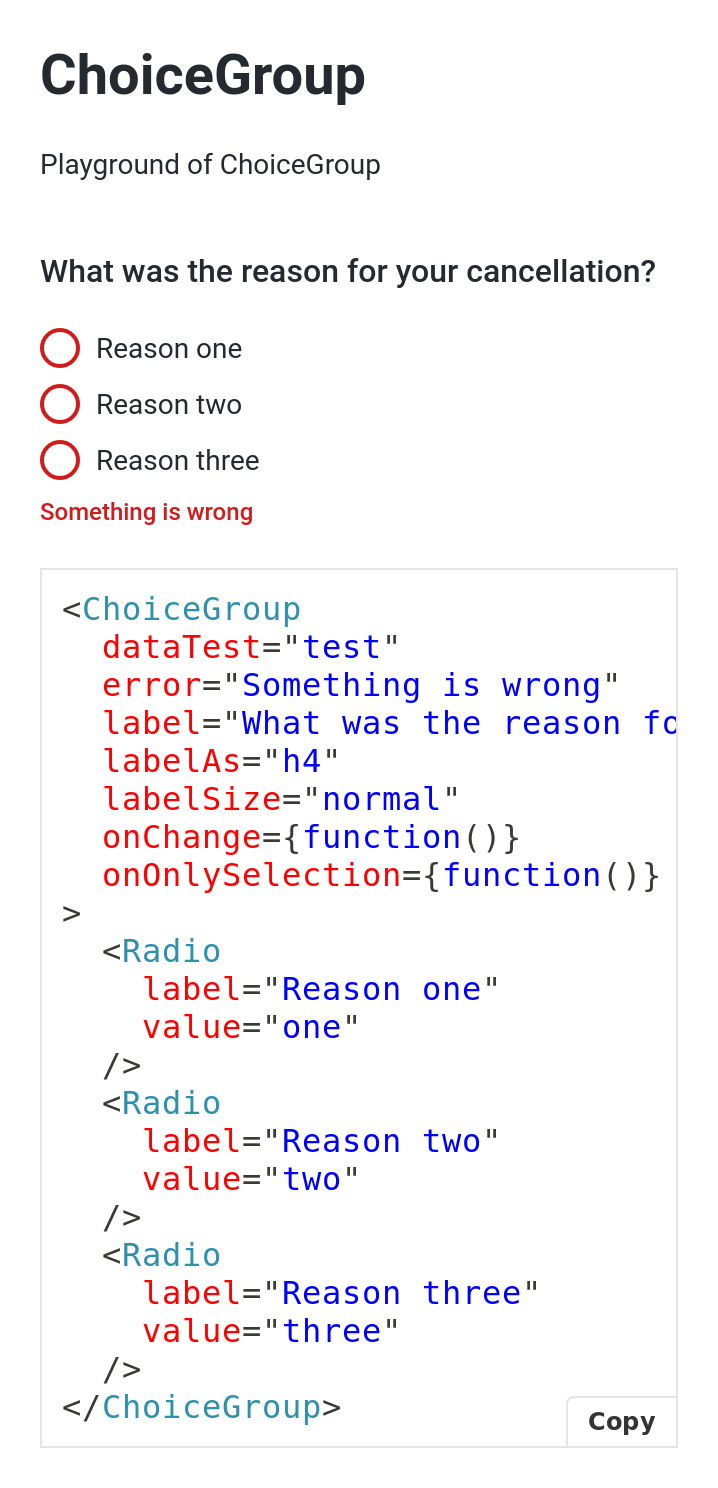 ChoiceGroup
Playground of ChoiceGroup
What was the reason for your cancellation?
Reason one
Reason two
Reason three
Something is wrong
<ChoiceGroup
  dataTest="test"
  error="Something is wrong"
  label="What was the reason fo
  labelAs="h4"
  labelSize="normal"
  onChange={function()}
  onOnlySelection={function()}
>
  <Radio
    label="Reason one"
    value="one"
  />
  <Radio
    label="Reason two"
    value="two"
  />
  <Radio
    label="Reason three"
    value="three"
  />
</ChoiceGroup>
Copy